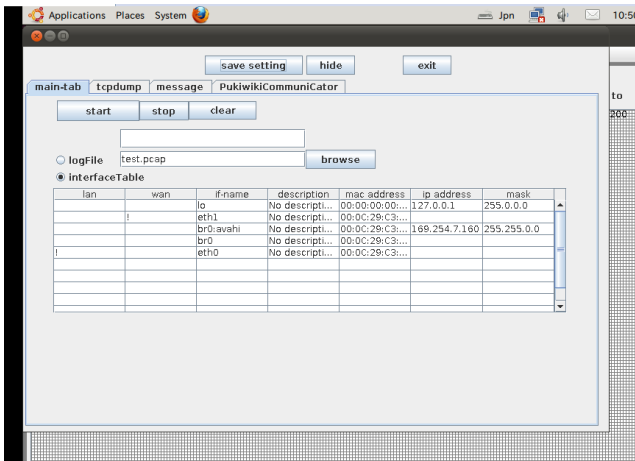 Applications Places System Jpn 10:50
save setting hide exit
main-tab tcpdump message PukiwikiCommuniCator
to
start stop clear
200
logFile test.pcap browse
interfaceTable
lan wan if-name description mac address ip address mask
lo No descripti... 00:00:00:00:... 127.0.0.1 255.0.0.0
! eth1 No descripti... 00:0C:29:C3:...
br0:avahi No descripti... 00:0C:29:C3:... 169.254.7.160 255.255.0.0
br0 No descripti... 00:0C:29:C3:...
! eth0 No descripti... 00:0C:29:C3:...